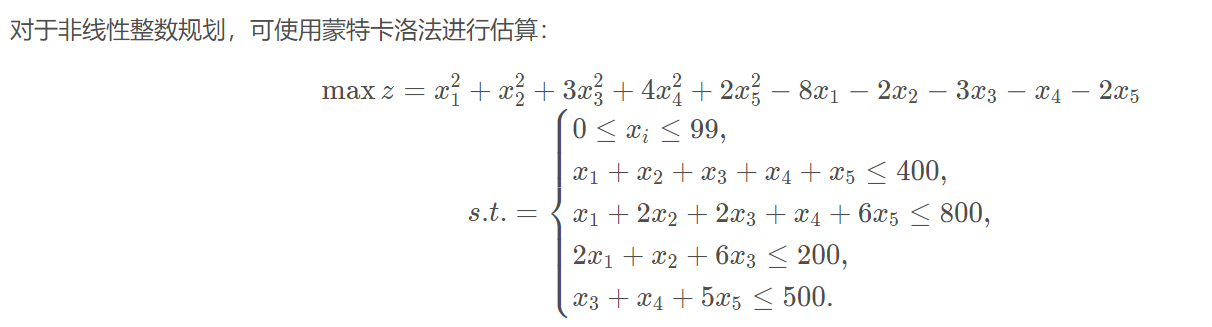 对于非线性整数规划，可使用蒙特卡洛法进行估算：
max z = x₁² + x₂² + 3x₃² + 4x₄² + 2x₅² − 8x₁ − 2x₂ − 3x₃ − x₄ − 2x₅
s.t. = { 0 ≤ xᵢ ≤ 99,
x₁ + x₂ + x₃ + x₄ + x₅ ≤ 400,
x₁ + 2x₂ + 2x₃ + x₄ + 6x₅ ≤ 800,
2x₁ + x₂ + 6x₃ ≤ 200,
x₃ + x₄ + 5x₅ ≤ 500.